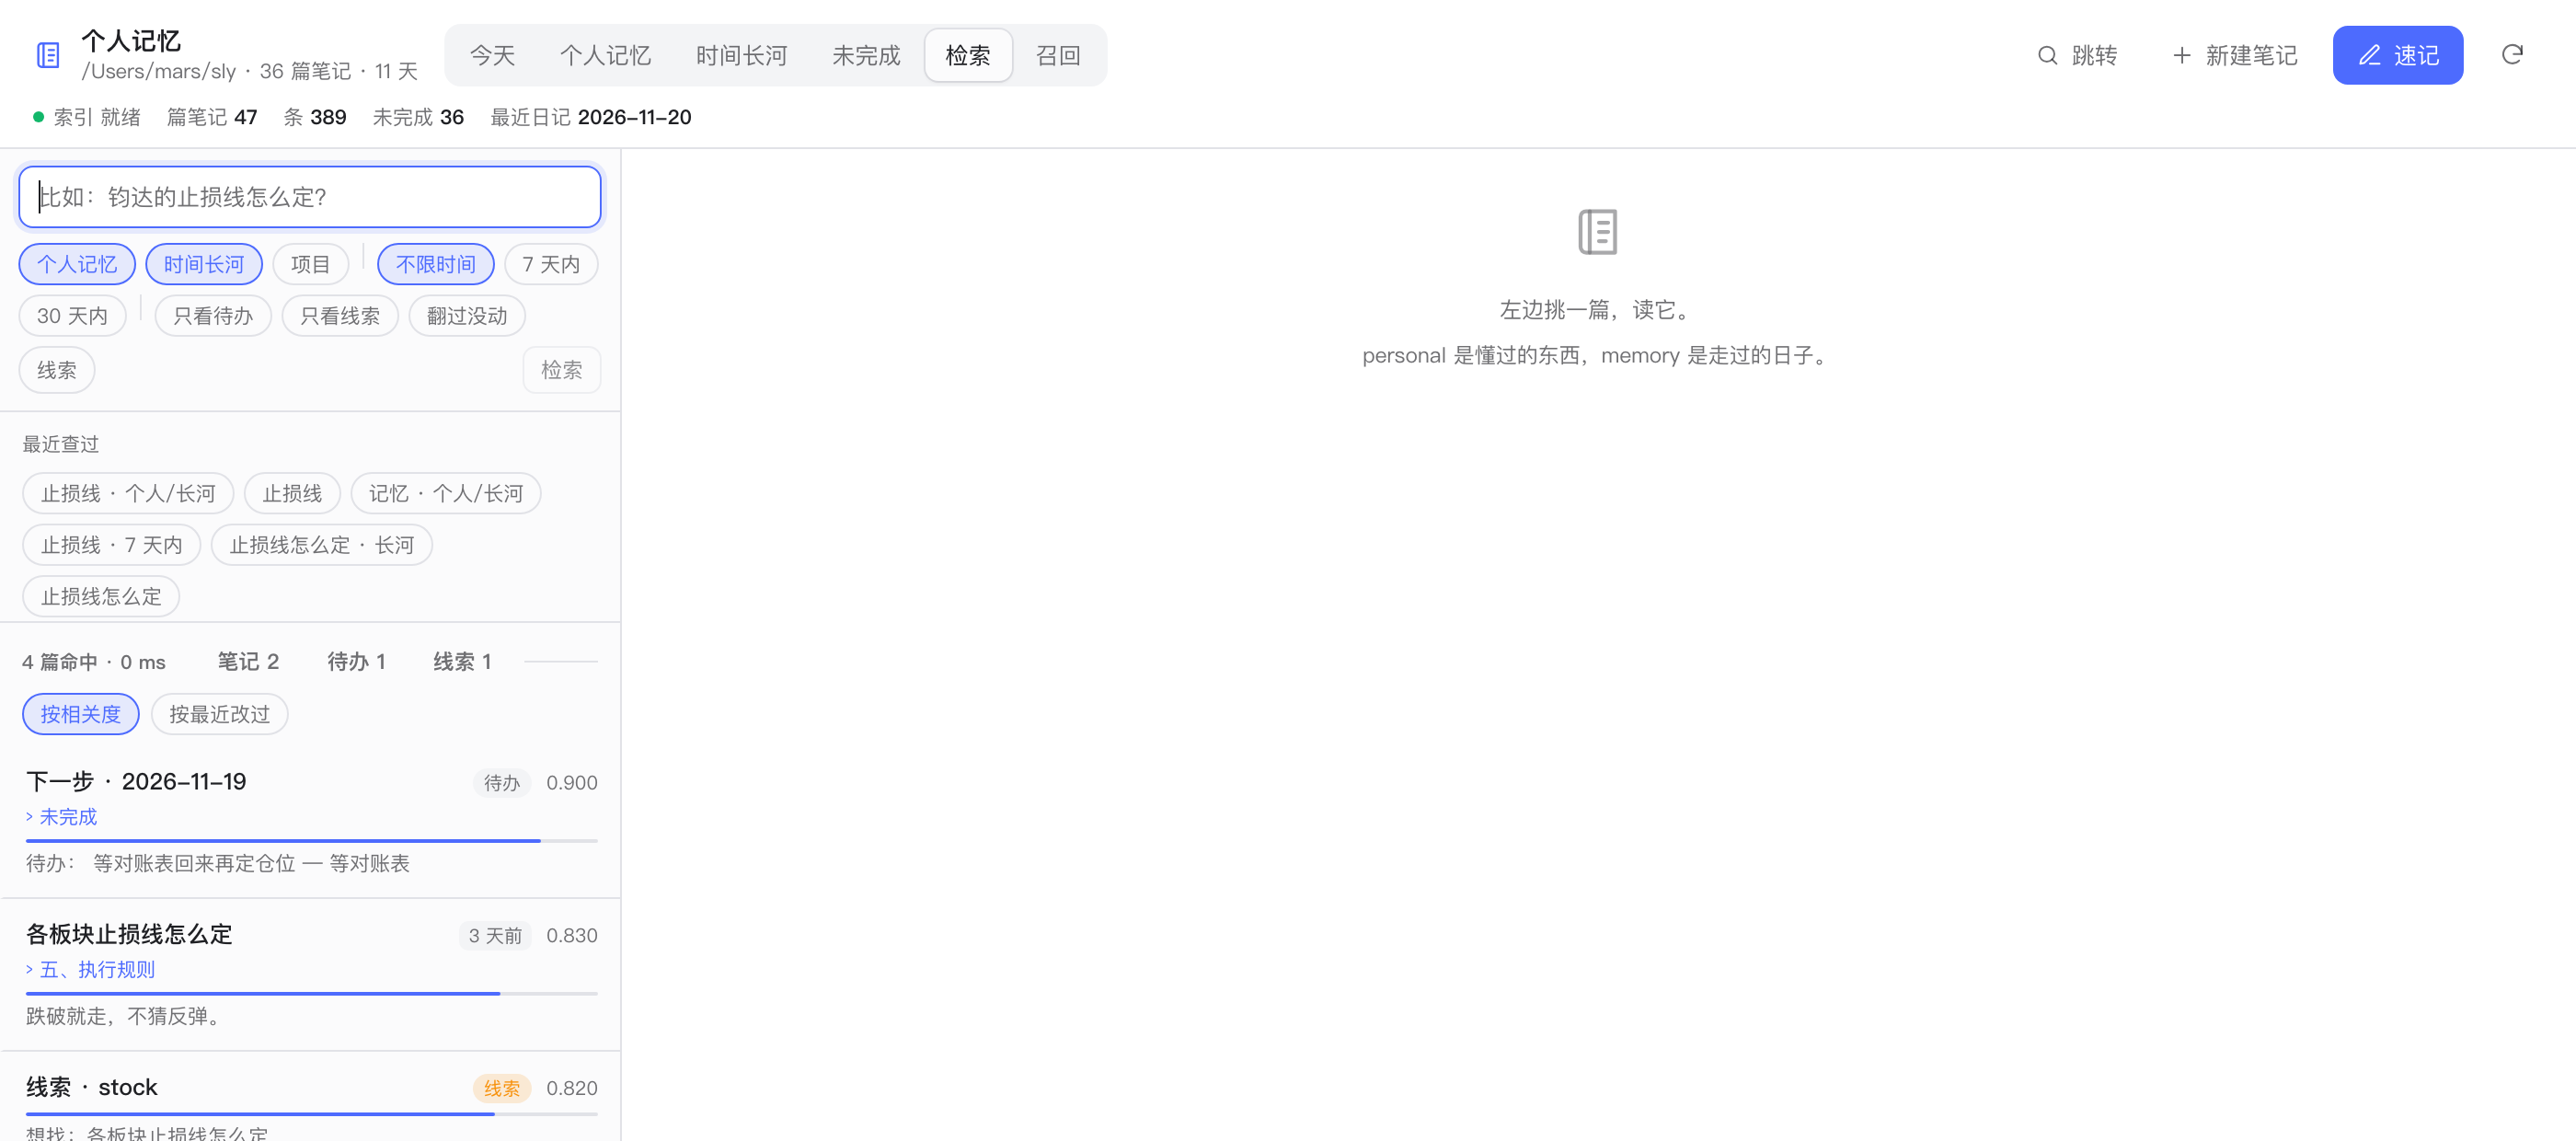 个人记忆
/Users/mars/sly · 36 篇笔记 · 11 天
今天 个人记忆 时间长河 未完成 检索 召回
跳转 新建笔记 速记
索引 就绪 篇笔记 47 条 389 未完成 36 最近日记 2026-11-20
比如：钧达的止损线怎么定？
个人记忆 时间长河 项目 不限时间 7 天内
30 天内 只看待办 只看线索 翻过没动
线索 检索
最近查过
止损线 · 个人/长河 止损线 记忆 · 个人/长河
止损线 · 7 天内 止损线怎么定 · 长河
止损线怎么定
4 篇命中 · 0 ms 笔记 2 待办 1 线索 1
按相关度 按最近改过
下一步 · 2026-11-19 待办 0.900
› 未完成
待办： 等对账表回来再定仓位 — 等对账表
各板块止损线怎么定 3 天前 0.830
› 五、执行规则
跌破就走，不猜反弹。
线索 · stock 线索 0.820
想找：各板块止损线怎么定
左边挑一篇，读它。
personal 是懂过的东西，memory 是走过的日子。